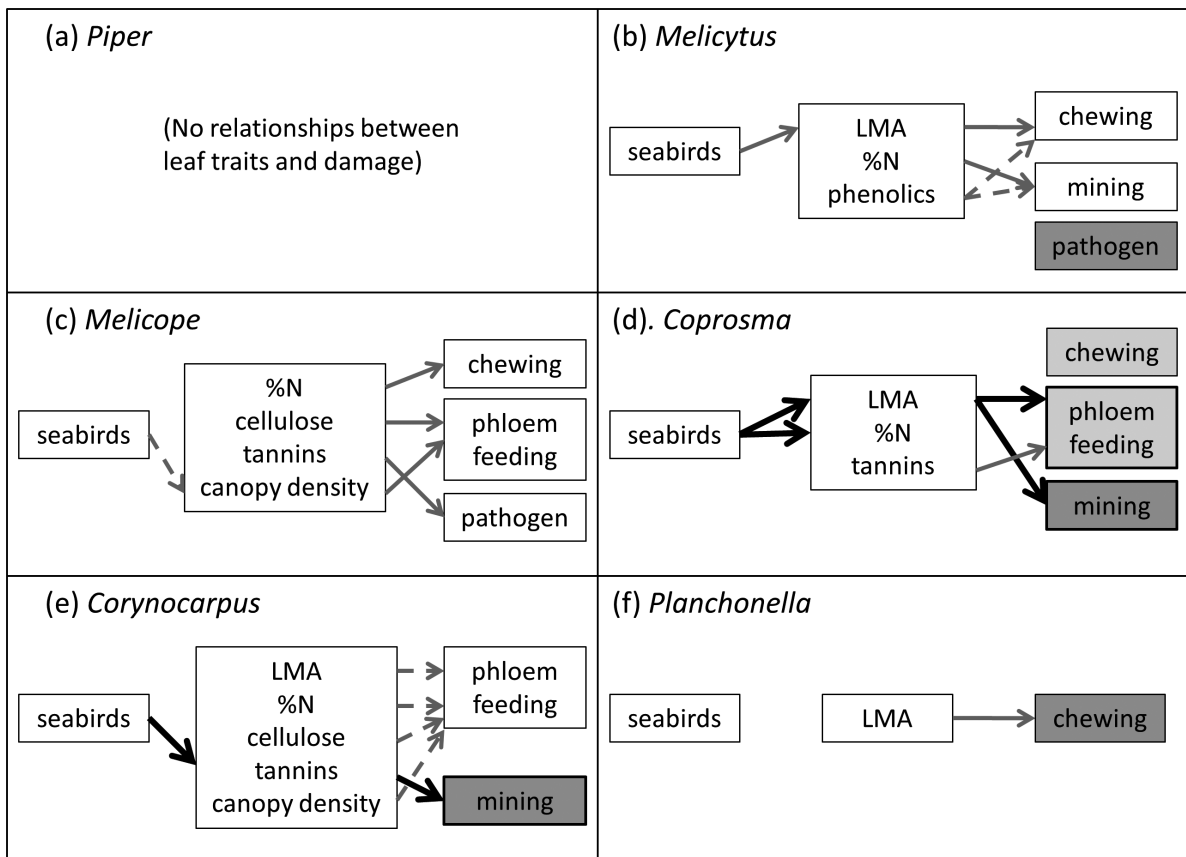 (a) Piper
(No relationships between
leaf traits and damage)
(b) Melicytus
seabirds
LMA
%N
phenolics
chewing
mining
pathogen
(c) Melicope
seabirds
%N
cellulose
tannins
canopy density
chewing
phloem
feeding
pathogen
(d). Coprosma
seabirds
LMA
%N
tannins
chewing
phloem
feeding
mining
(e) Corynocarpus
seabirds
LMA
%N
cellulose
tannins
canopy density
phloem
feeding
mining
(f) Planchonella
seabirds
LMA
chewing